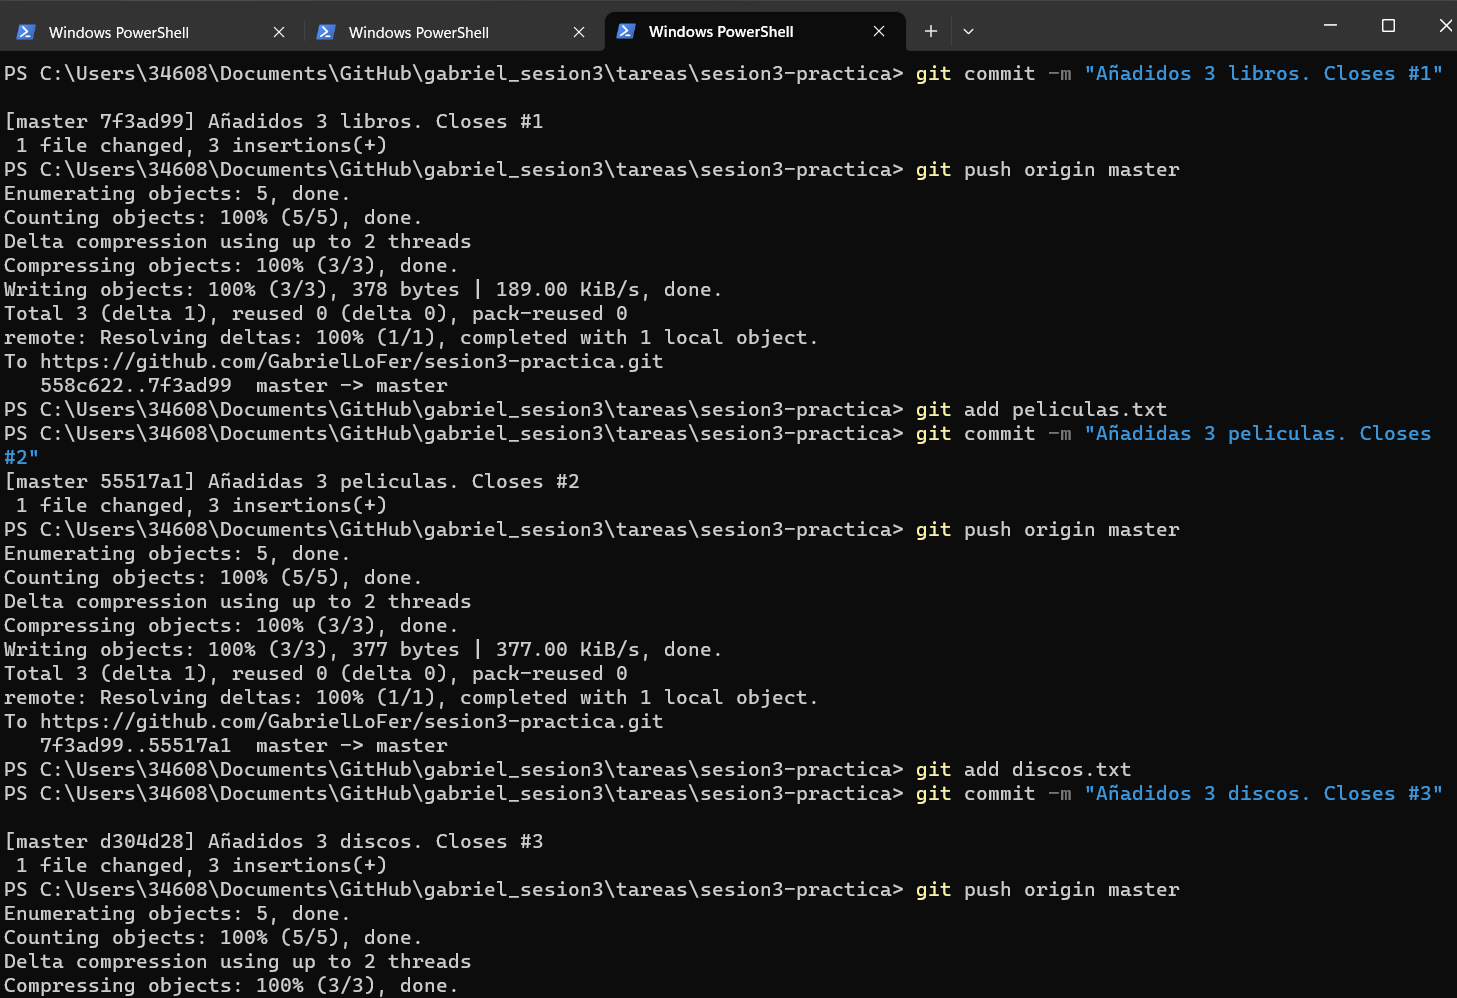 Windows PowerShell
Windows PowerShell
Windows PowerShell
PS C:\Users\34608\Documents\GitHub\gabriel_sesion3\tareas\sesion3-practica> git commit -m "Añadidos 3 libros. Closes #1"
[master 7f3ad99] Añadidos 3 libros. Closes #1
 1 file changed, 3 insertions(+)
PS C:\Users\34608\Documents\GitHub\gabriel_sesion3\tareas\sesion3-practica> git push origin master
Enumerating objects: 5, done.
Counting objects: 100% (5/5), done.
Delta compression using up to 2 threads
Compressing objects: 100% (3/3), done.
Writing objects: 100% (3/3), 378 bytes | 189.00 KiB/s, done.
Total 3 (delta 1), reused 0 (delta 0), pack-reused 0
remote: Resolving deltas: 100% (1/1), completed with 1 local object.
To https://github.com/GabrielLoFer/sesion3-practica.git
   558c622..7f3ad99  master -> master
PS C:\Users\34608\Documents\GitHub\gabriel_sesion3\tareas\sesion3-practica> git add peliculas.txt
PS C:\Users\34608\Documents\GitHub\gabriel_sesion3\tareas\sesion3-practica> git commit -m "Añadidas 3 peliculas. Closes
#2"
[master 55517a1] Añadidas 3 peliculas. Closes #2
 1 file changed, 3 insertions(+)
PS C:\Users\34608\Documents\GitHub\gabriel_sesion3\tareas\sesion3-practica> git push origin master
Enumerating objects: 5, done.
Counting objects: 100% (5/5), done.
Delta compression using up to 2 threads
Compressing objects: 100% (3/3), done.
Writing objects: 100% (3/3), 377 bytes | 377.00 KiB/s, done.
Total 3 (delta 1), reused 0 (delta 0), pack-reused 0
remote: Resolving deltas: 100% (1/1), completed with 1 local object.
To https://github.com/GabrielLoFer/sesion3-practica.git
   7f3ad99..55517a1  master -> master
PS C:\Users\34608\Documents\GitHub\gabriel_sesion3\tareas\sesion3-practica> git add discos.txt
PS C:\Users\34608\Documents\GitHub\gabriel_sesion3\tareas\sesion3-practica> git commit -m "Añadidos 3 discos. Closes #3"
[master d304d28] Añadidos 3 discos. Closes #3
 1 file changed, 3 insertions(+)
PS C:\Users\34608\Documents\GitHub\gabriel_sesion3\tareas\sesion3-practica> git push origin master
Enumerating objects: 5, done.
Counting objects: 100% (5/5), done.
Delta compression using up to 2 threads
Compressing objects: 100% (3/3), done.